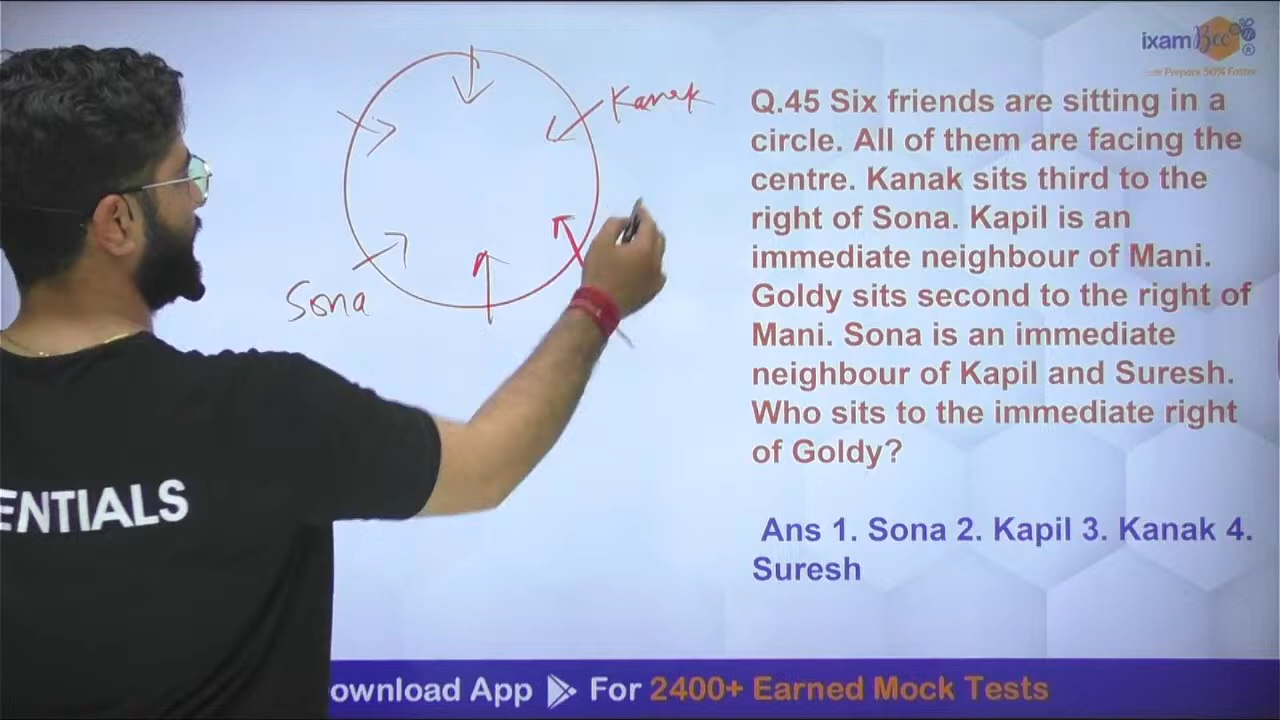 ixamBee
Prepare 50% Faster
Kanak
Sona
ENTIALS
Q.45 Six friends are sitting in a
circle. All of them are facing the
centre. Kanak sits third to the
right of Sona. Kapil is an
immediate neighbour of Mani.
Goldy sits second to the right of
Mani. Sona is an immediate
neighbour of Kapil and Suresh.
Who sits to the immediate right
of Goldy?
Ans 1. Sona 2. Kapil 3. Kanak 4.
Suresh
ownload App For 2400+ Earned Mock Tests